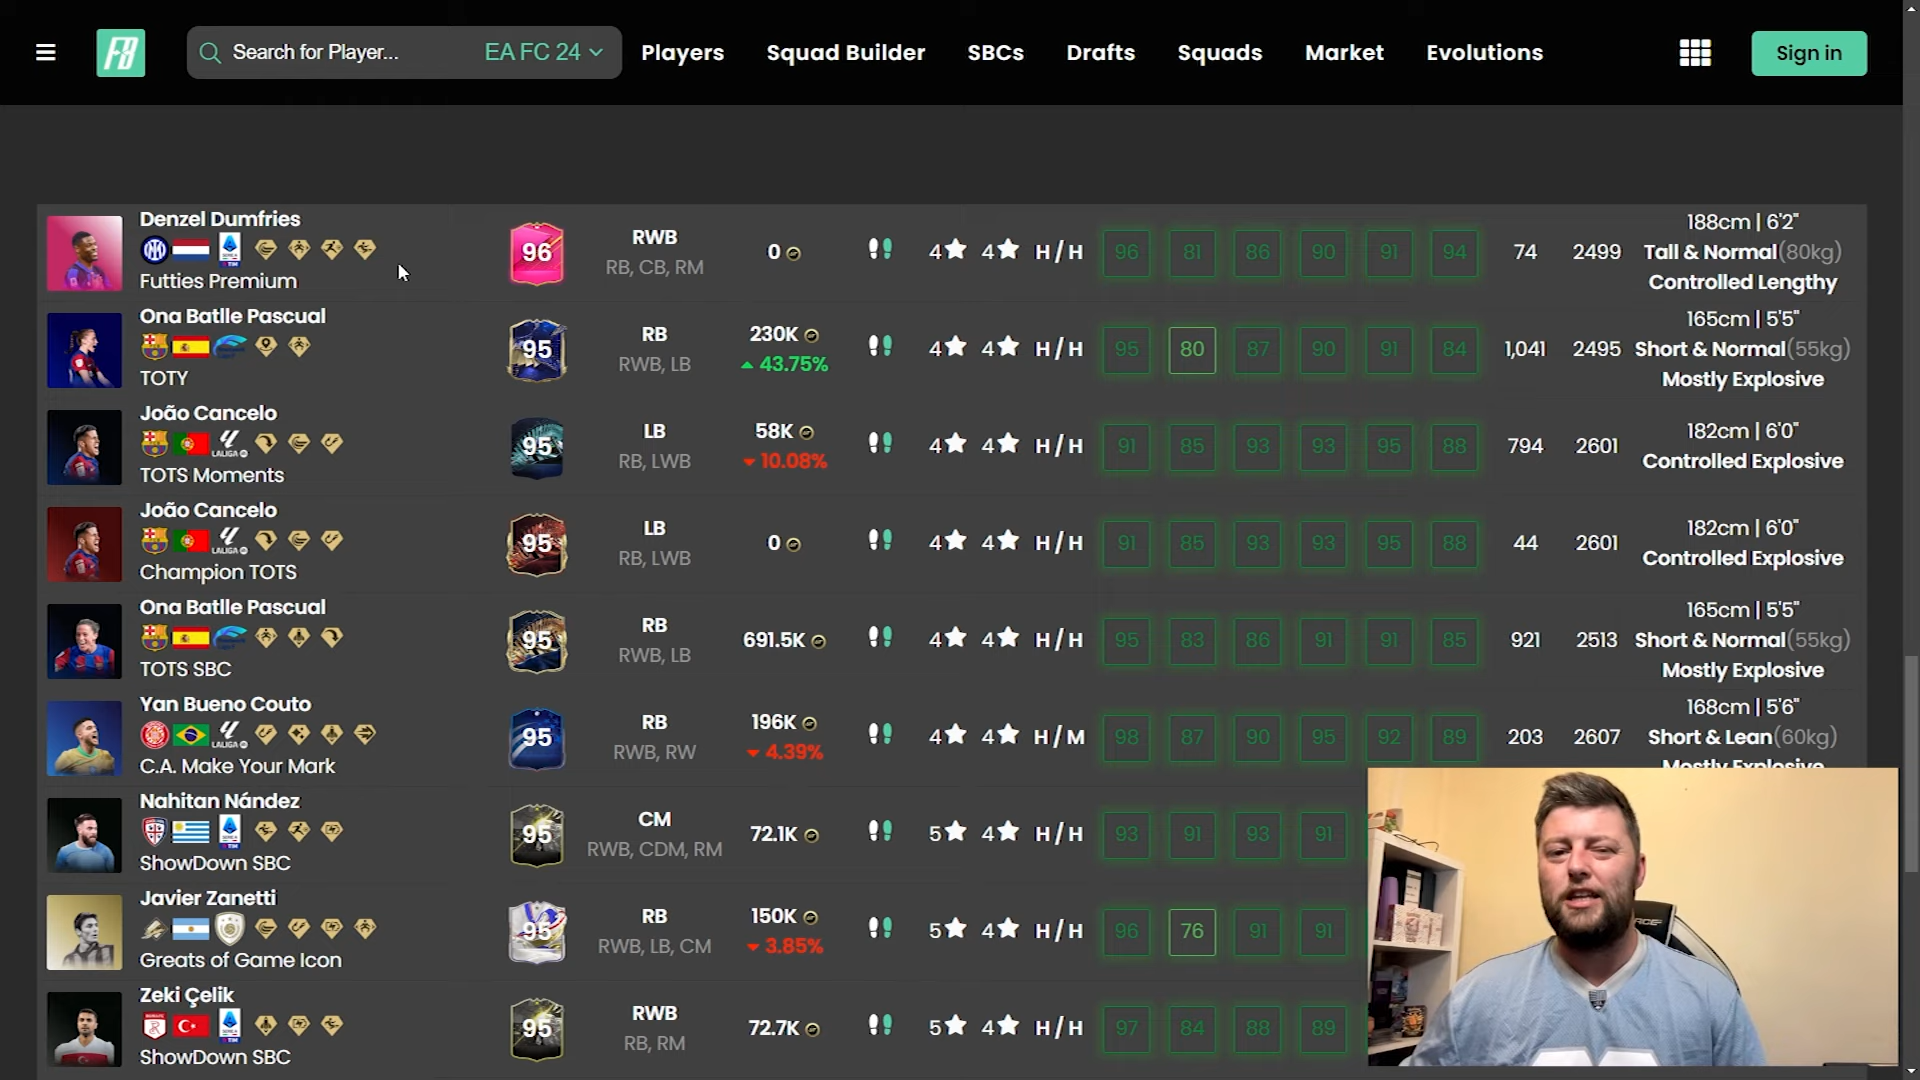 FB Search for Player... EA FC 24 Players Squad Builder SBCs Drafts Squads Market Evolutions Sign in
Denzel Dumfries
Futties Premium
96
RWB
RB, CB, RM
0 4 4 H / H 96 81 86 90 91 94 74 2499
188cm | 6'2"
Tall & Normal(80kg)
Controlled Lengthy
Ona Batlle Pascual
TOTY
95
RB
RWB, LB
230K
43.75%
4 4 H / H 95 80 87 90 91 84 1,041 2495
165cm | 5'5"
Short & Normal(55kg)
Mostly Explosive
João Cancelo
TOTS Moments
95
LB
RB, LWB
58K
10.08%
4 4 H / H 91 85 93 93 95 88 794 2601
182cm | 6'0"
Controlled Explosive
João Cancelo
Champion TOTS
95
LB
RB, LWB
0 4 4 H / H 91 85 93 93 95 88 44 2601
182cm | 6'0"
Controlled Explosive
Ona Batlle Pascual
TOTS SBC
95
RB
RWB, LB
691.5K 4 4 H / H 95 83 86 91 91 85 921 2513
165cm | 5'5"
Short & Normal(55kg)
Mostly Explosive
Yan Bueno Couto
C.A. Make Your Mark
95
RB
RWB, RW
196K
4.39%
4 4 H / M 98 87 90 95 92 89 203 2607
168cm | 5'6"
Short & Lean(60kg)
Mostly Explosive
Nahitan Nández
ShowDown SBC
95
CM
RWB, CDM, RM
72.1K 5 4 H / H 93 91 93 91
Javier Zanetti
Greats of Game Icon
95
RB
RWB, LB, CM
150K
3.85%
5 4 H / H 96 76 91 91
Zeki Çelik
ShowDown SBC
95
RWB
RB, RM
72.7K 5 4 H / H 97 84 88 89